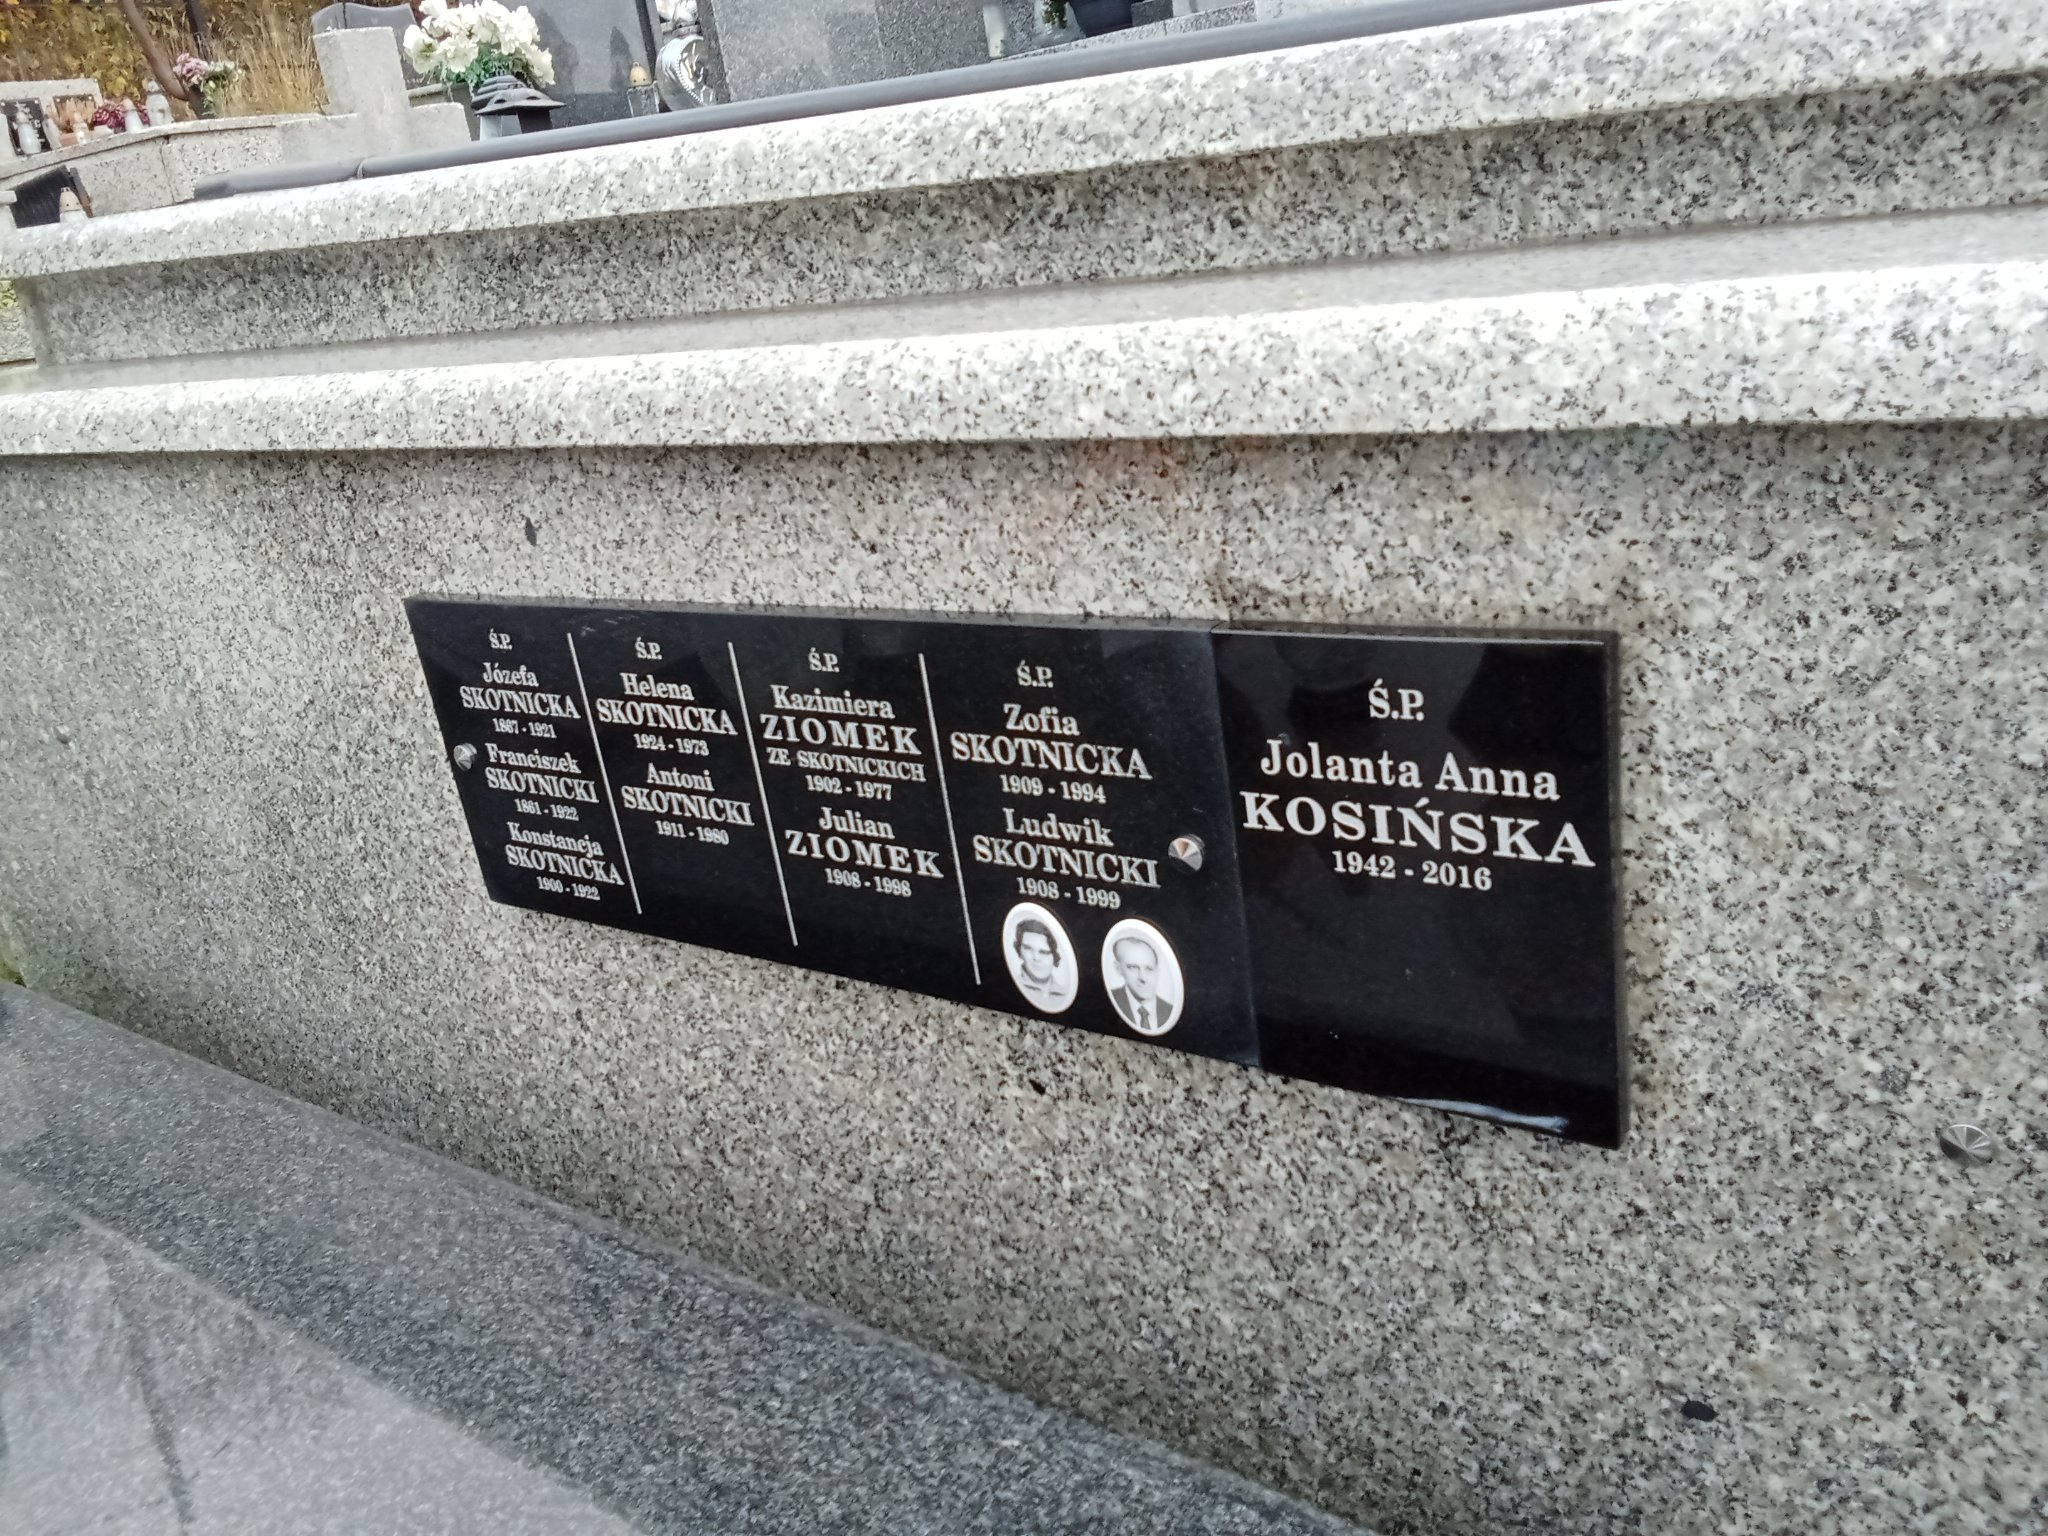 Ś.P.
Józefa
SKOTNICKA
1867 - 1921
Franciszek
SKOTNICKI
1861 - 1922
Konstancja
SKOTNICKA
1900 - 1922
Ś.P.
Helena
SKOTNICKA
1924 - 1973
Antoni
SKOTNICKI
1911 - 1980
Ś.P.
Kazimiera
ZIOMEK
ZE SKOTNICKICH
1902 - 1977
Julian
ZIOMEK
1908 - 1998
Ś.P.
Zofia
SKOTNICKA
1909 - 1994
Ludwik
SKOTNICKI
1908 - 1999
Ś.P.
Jolanta Anna
KOSIŃSKA
1942 - 2016